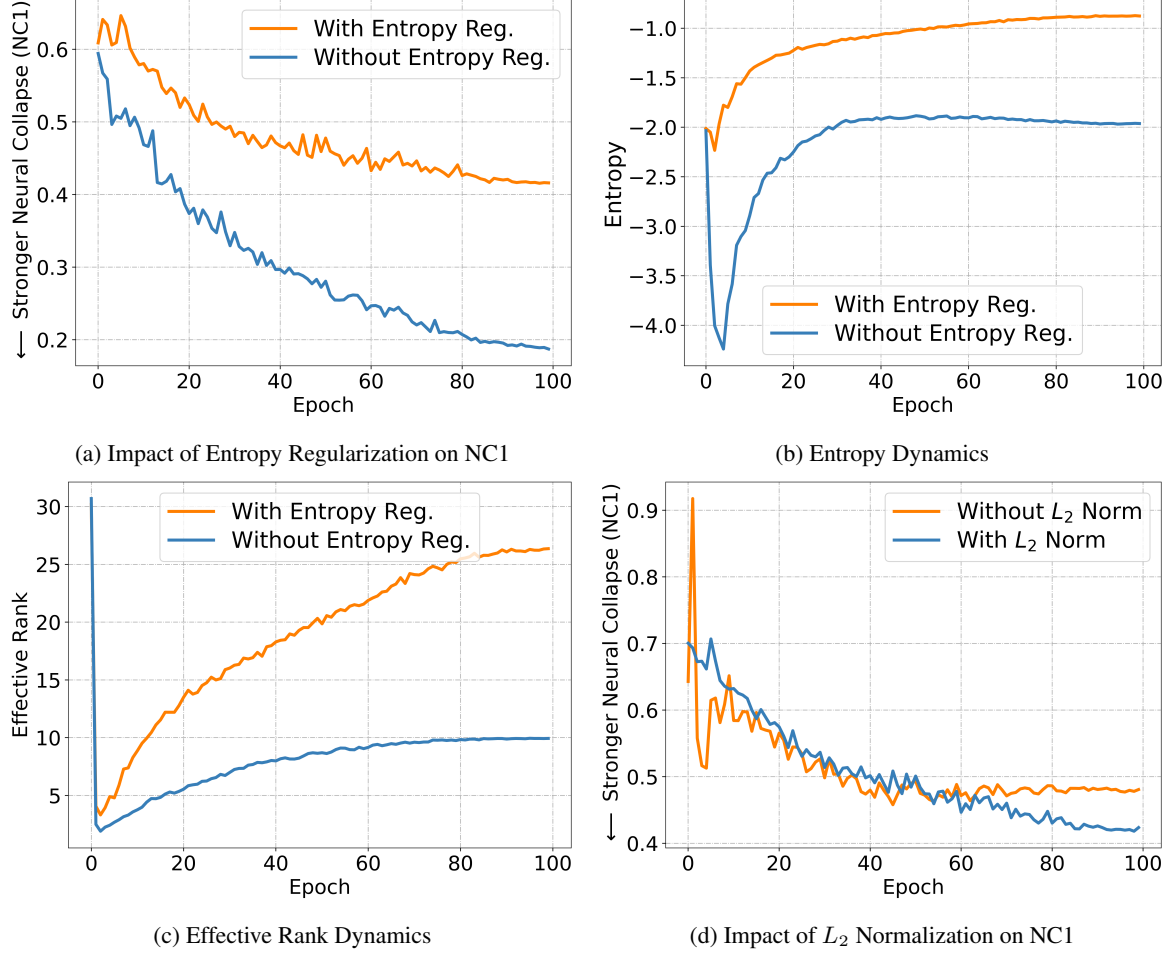 ← Stronger Neural Collapse (NC1)
0.6
0.5
0.4
0.3
0.2
With Entropy Reg.
Without Entropy Reg.
0 20 40 60 80 100
Epoch
(a) Impact of Entropy Regularization on NC1
Entropy
−1.0
−1.5
−2.0
−2.5
−3.0
−3.5
−4.0
With Entropy Reg.
Without Entropy Reg.
0 20 40 60 80 100
Epoch
(b) Entropy Dynamics
Effective Rank
30
25
20
15
10
5
With Entropy Reg.
Without Entropy Reg.
0 20 40 60 80 100
Epoch
(c) Effective Rank Dynamics
← Stronger Neural Collapse (NC1)
0.9
0.8
0.7
0.6
0.5
0.4
Without L₂ Norm
With L₂ Norm
0 20 40 60 80 100
Epoch
(d) Impact of L₂ Normalization on NC1